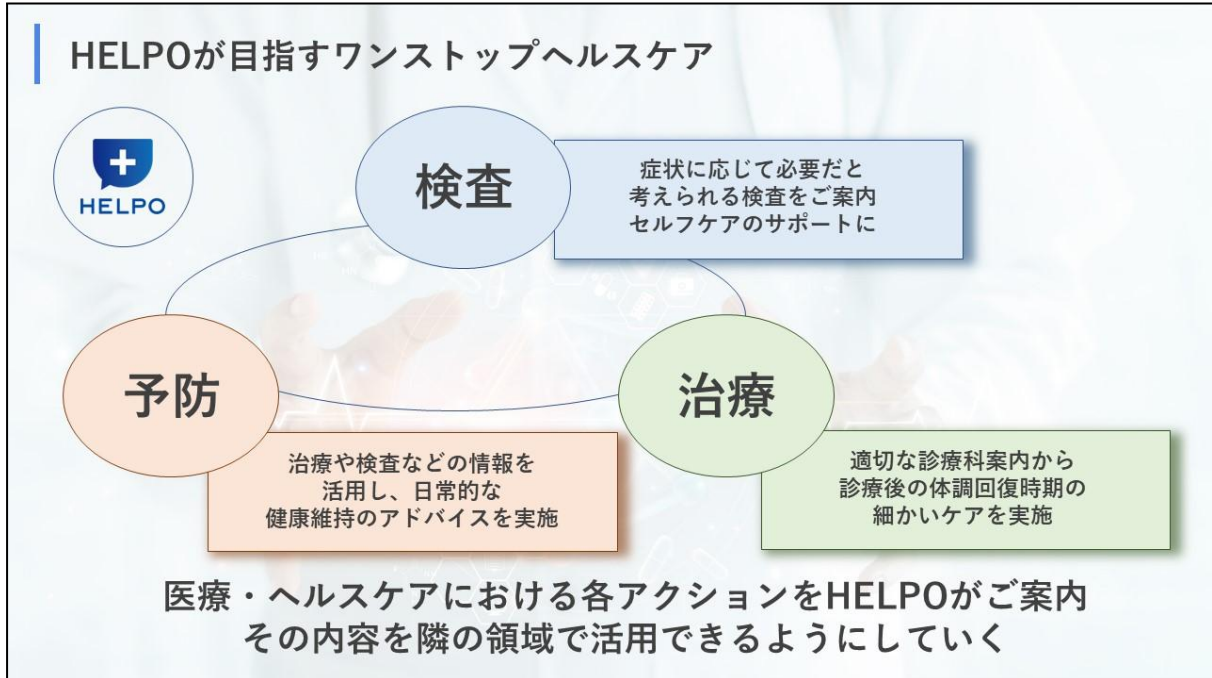 HELPOが目指すワンストップヘルスケア
HELPO
検査
症状に応じて必要だと
考えられる検査をご案内
セルフケアのサポートに
予防
治療や検査などの情報を
活用し、日常的な
健康維持のアドバイスを実施
治療
適切な診療科案内から
診療後の体調回復時期の
細かいケアを実施
医療・ヘルスケアにおける各アクションをHELPOがご案内
その内容を隣の領域で活用できるようにしていく